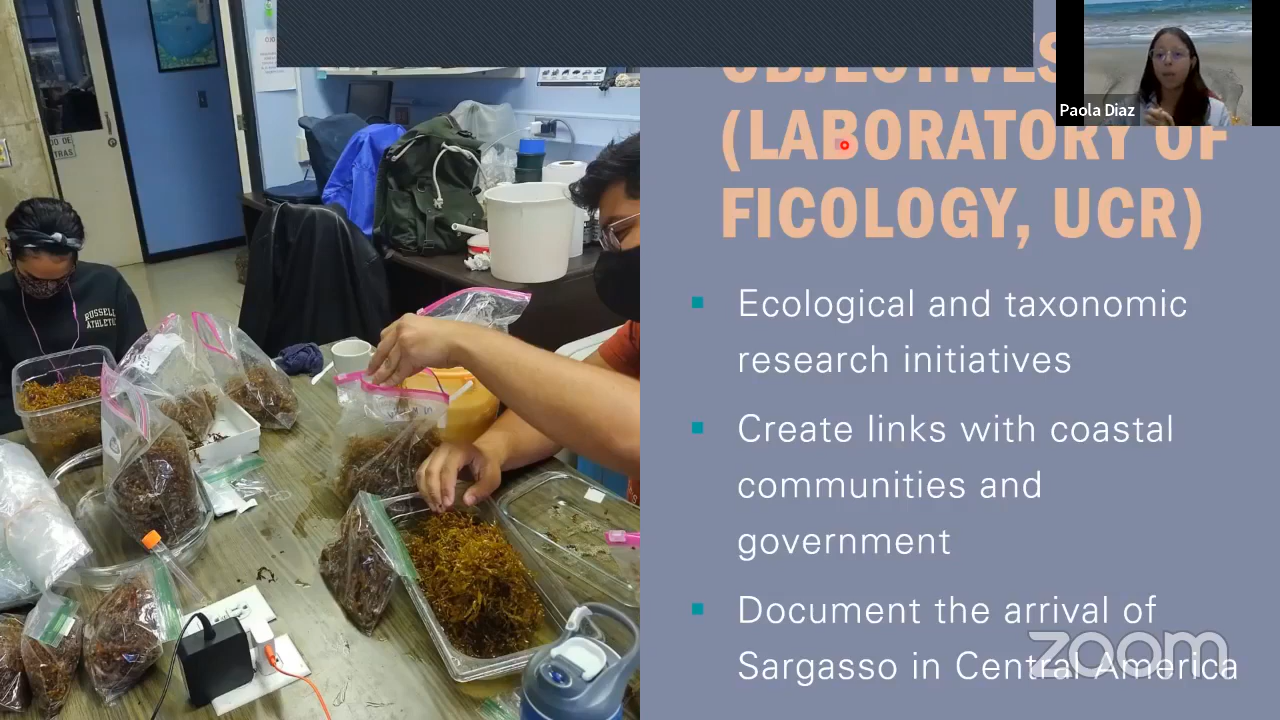 OBJECTIVES
(LABORATORY OF
FICOLOGY, UCR)
Paola Diaz
Ecological and taxonomic
research initiatives
Create links with coastal
communities and
government
Document the arrival of
Sargasso in Central America
zoom
RUSSELL
ATHLETIC